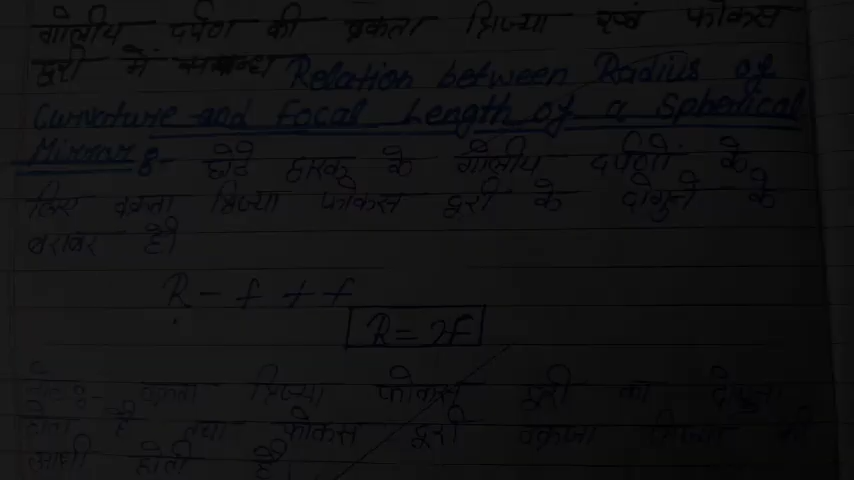 गोलीय दर्पण की वक्रता त्रिज्या एवं फोकस
दूरी में सम्बन्ध Relation between Radius of
Curvature and Focal Length of a Spherical
Mirror :- छोटे द्वारक के गोलीय दर्पणों के
लिए वक्रता त्रिज्या फोकस दूरी के दोगुने के
बराबर है।
R - f + f
R = 2F
नोट :- वक्रता त्रिज्या फोकस दूरी का दोगुना
होता है तथा फोकस दूरी वक्रता त्रिज्या की
आधी होती है।